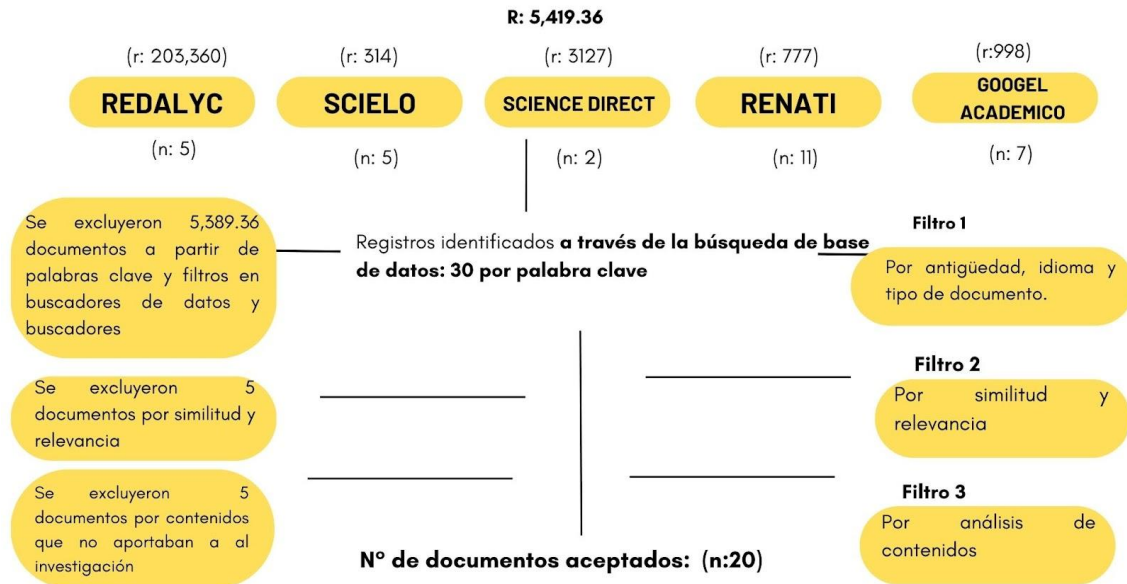 R: 5,419.36
(r: 203,360)
(r: 314)
(r: 3127)
(r: 777)
(r:998)
REDALYC
SCIELO
SCIENCE DIRECT
RENATI
GOOGEL
ACADEMICO
(n: 5)
(n: 5)
(n: 2)
(n: 11)
(n: 7)
Se excluyeron 5,389.36
documentos a partir de
palabras clave y filtros en
buscadores de datos y
buscadores
Registros identificados a través de la búsqueda de base
de datos: 30 por palabra clave
Filtro 1
Por antigüedad, idioma y
tipo de documento.
Se excluyeron 5
documentos por similitud y
relevancia
Filtro 2
Por similitud y
relevancia
Se excluyeron 5
documentos por contenidos
que no aportaban a al
investigación
Filtro 3
Por análisis de
contenidos
N° de documentos aceptados: (n:20)